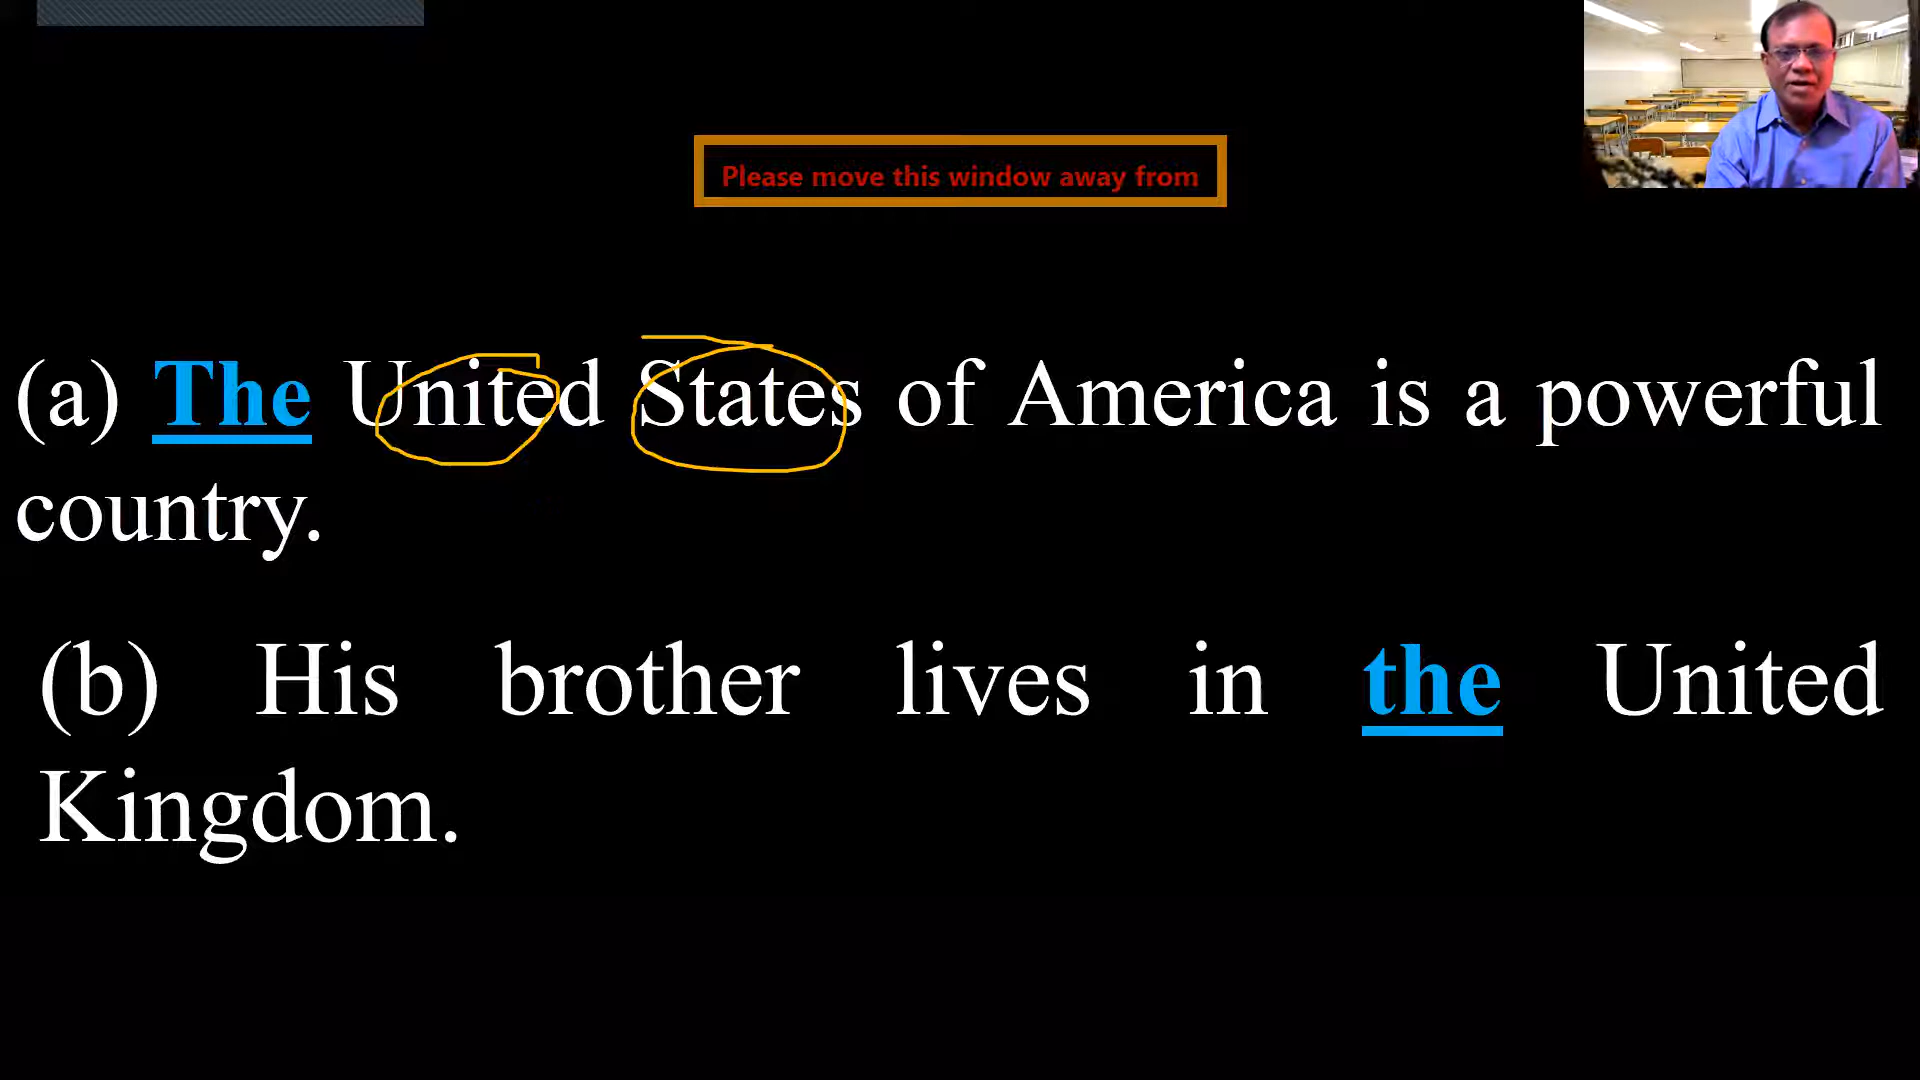 Please move this window away from
(a) The United States of America is a powerful
country.
(b) His brother lives in the United
Kingdom.